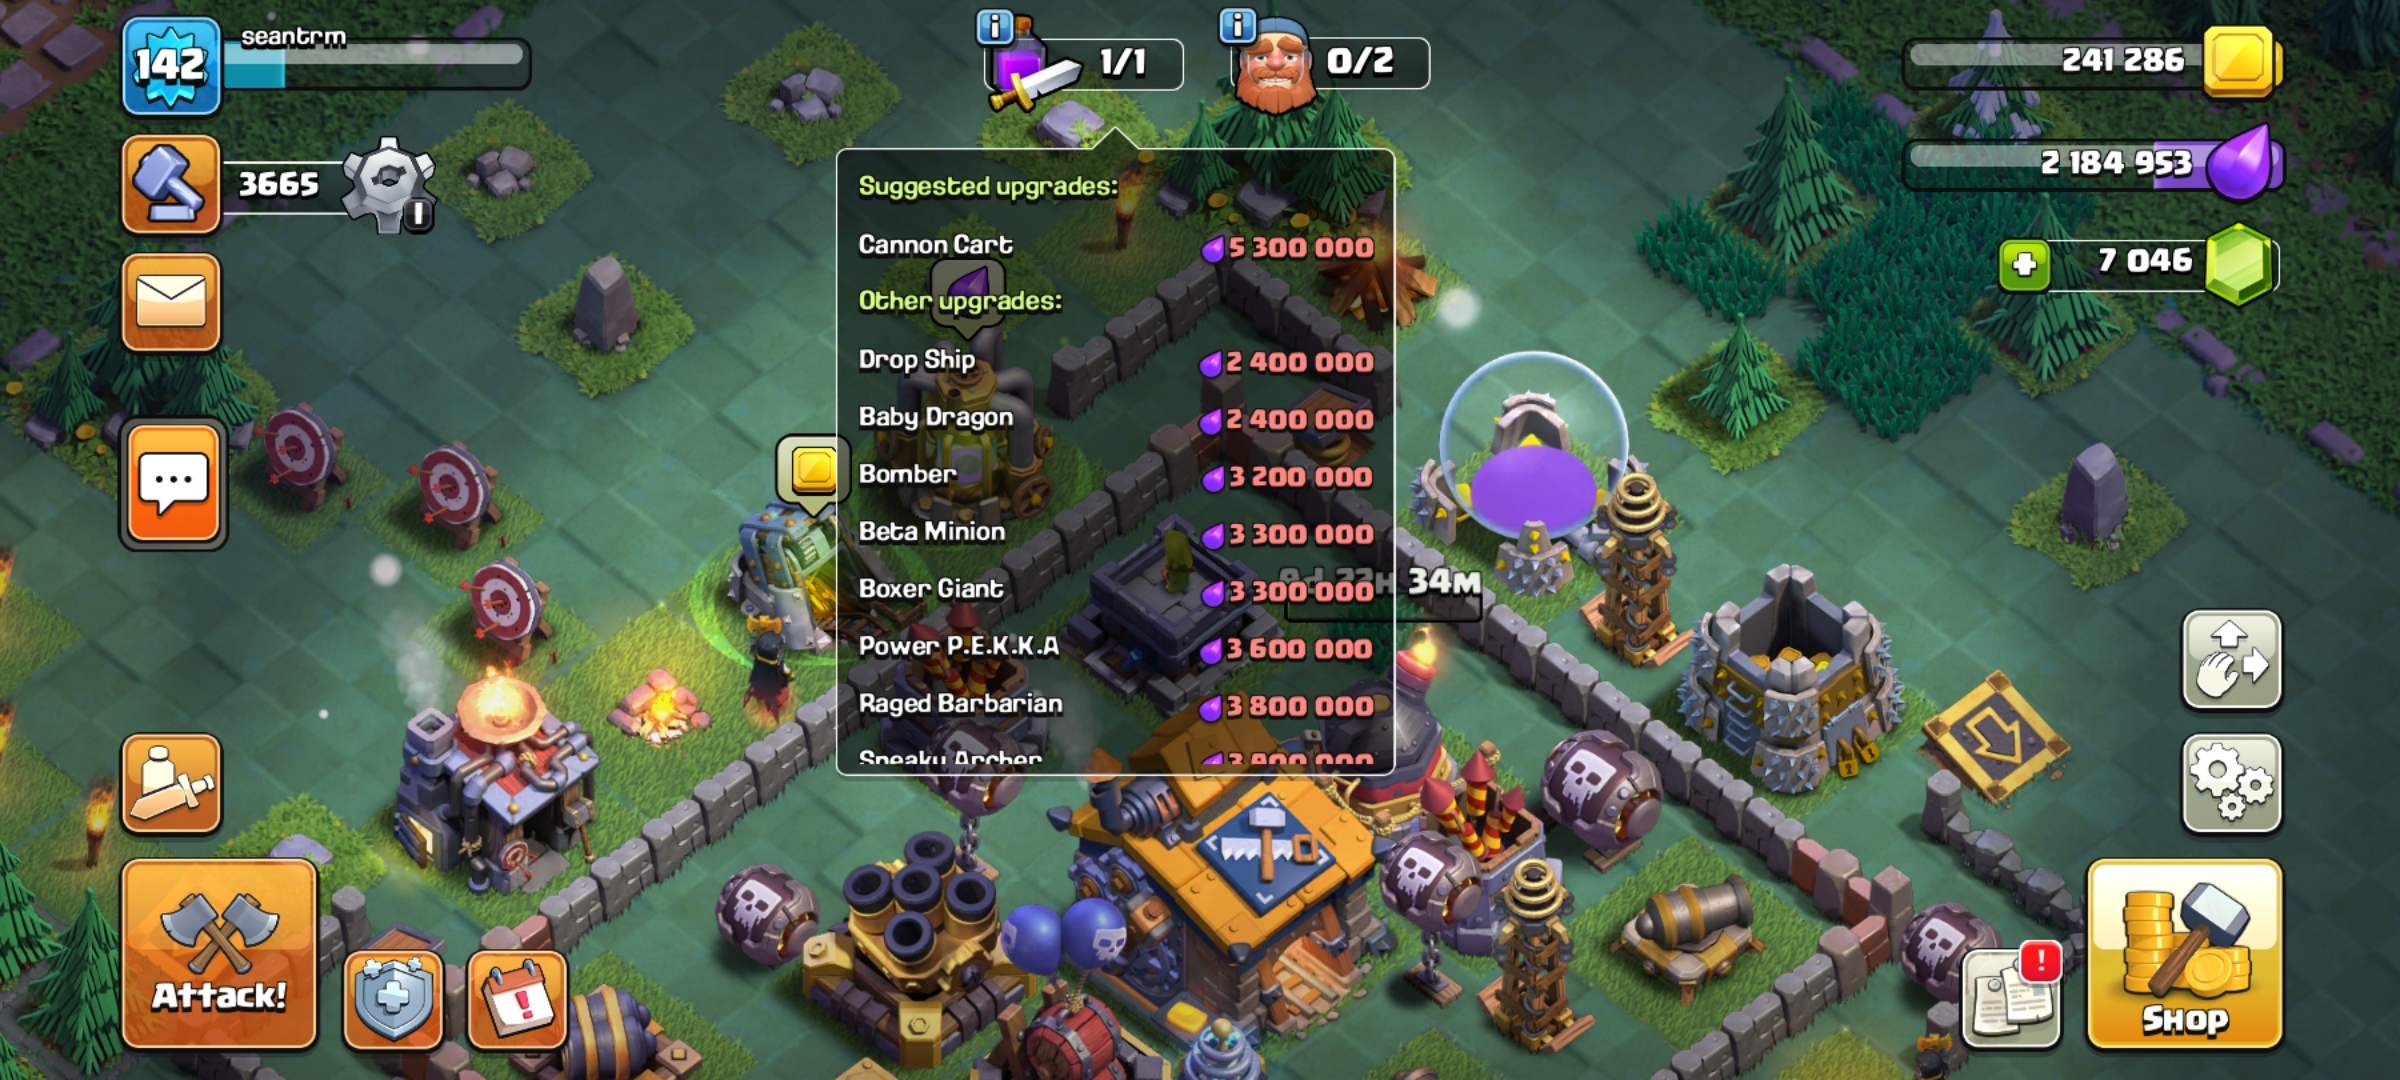 142
seantrm
1/1
0/2
241 286
3665
2 184 953
7 046
Suggested upgrades:
Cannon Cart 5 300 000
Other upgrades:
Drop Ship 2 400 000
Baby Dragon 2 400 000
Bomber 3 200 000
Beta Minion 3 300 000
Boxer Giant 3 300 000
34M
Power P.E.K.K.A 3 600 000
Raged Barbarian 3 800 000
Sneaky Archer
Attack!
Shop